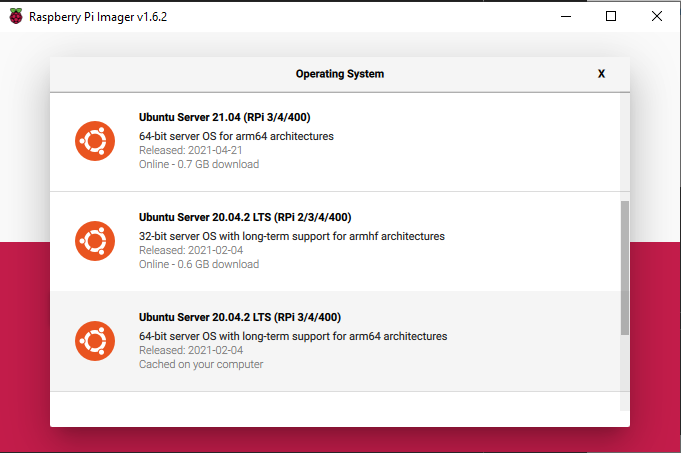 Raspberry Pi Imager v1.6.2
Operating System
X
Ubuntu Server 21.04 (RPi 3/4/400)
64-bit server OS for arm64 architectures
Released: 2021-04-21
Online - 0.7 GB download
Ubuntu Server 20.04.2 LTS (RPi 2/3/4/400)
32-bit server OS with long-term support for armhf architectures
Released: 2021-02-04
Online - 0.6 GB download
Ubuntu Server 20.04.2 LTS (RPi 3/4/400)
64-bit server OS with long-term support for arm64 architectures
Released: 2021-02-04
Cached on your computer